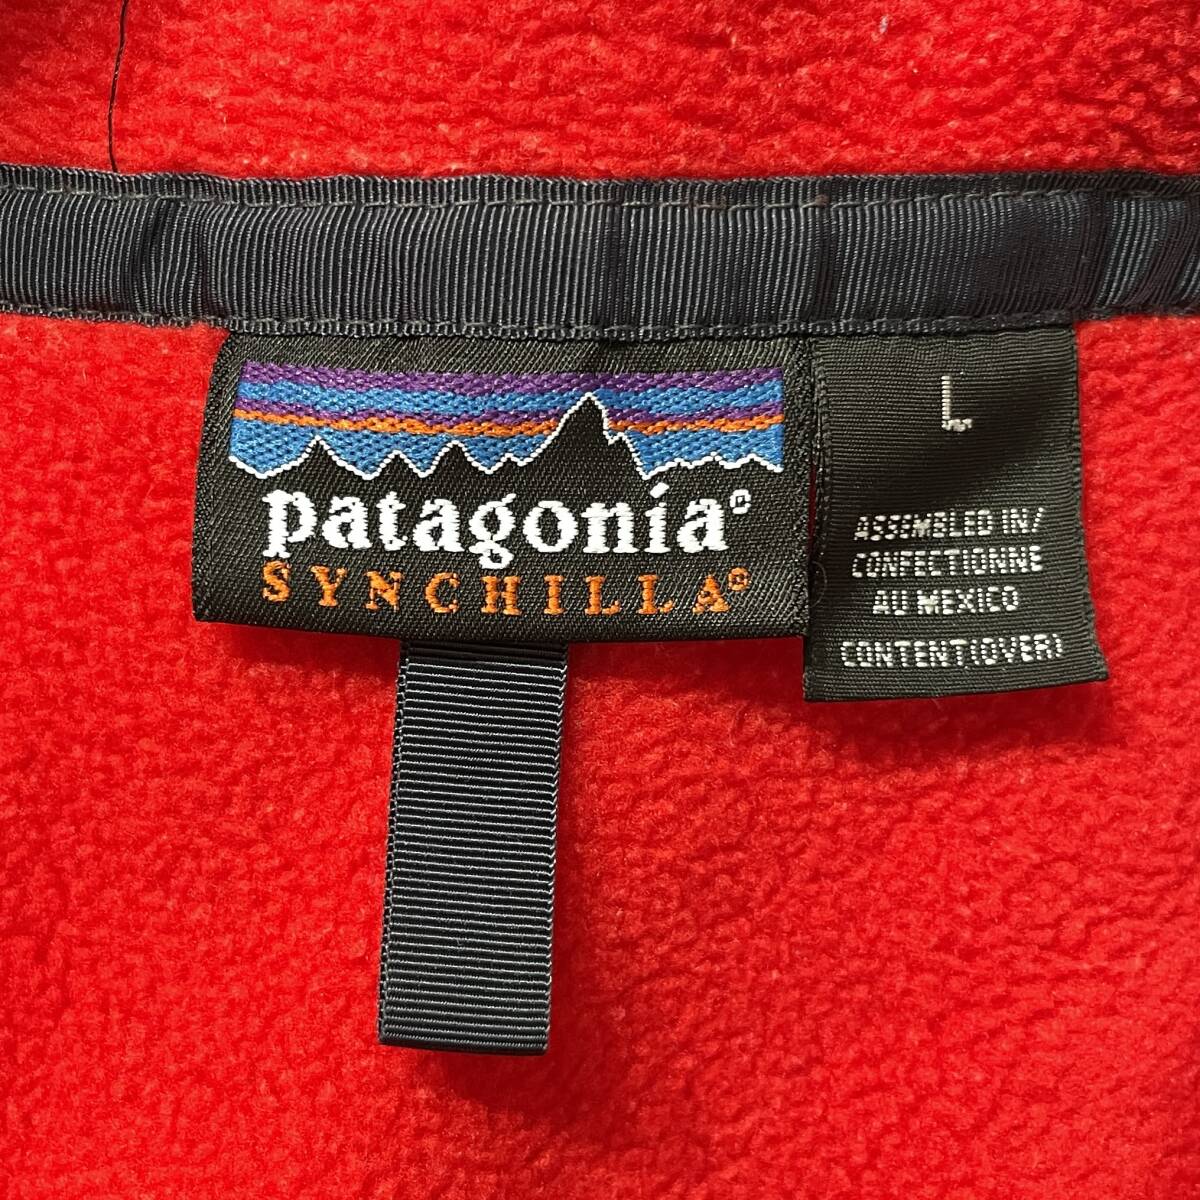 patagonia®
SYNCHILLA®
L
ASSEMBLED IN/
CONFECTIONNE
AU MEXICO
CONTENT(OVER)